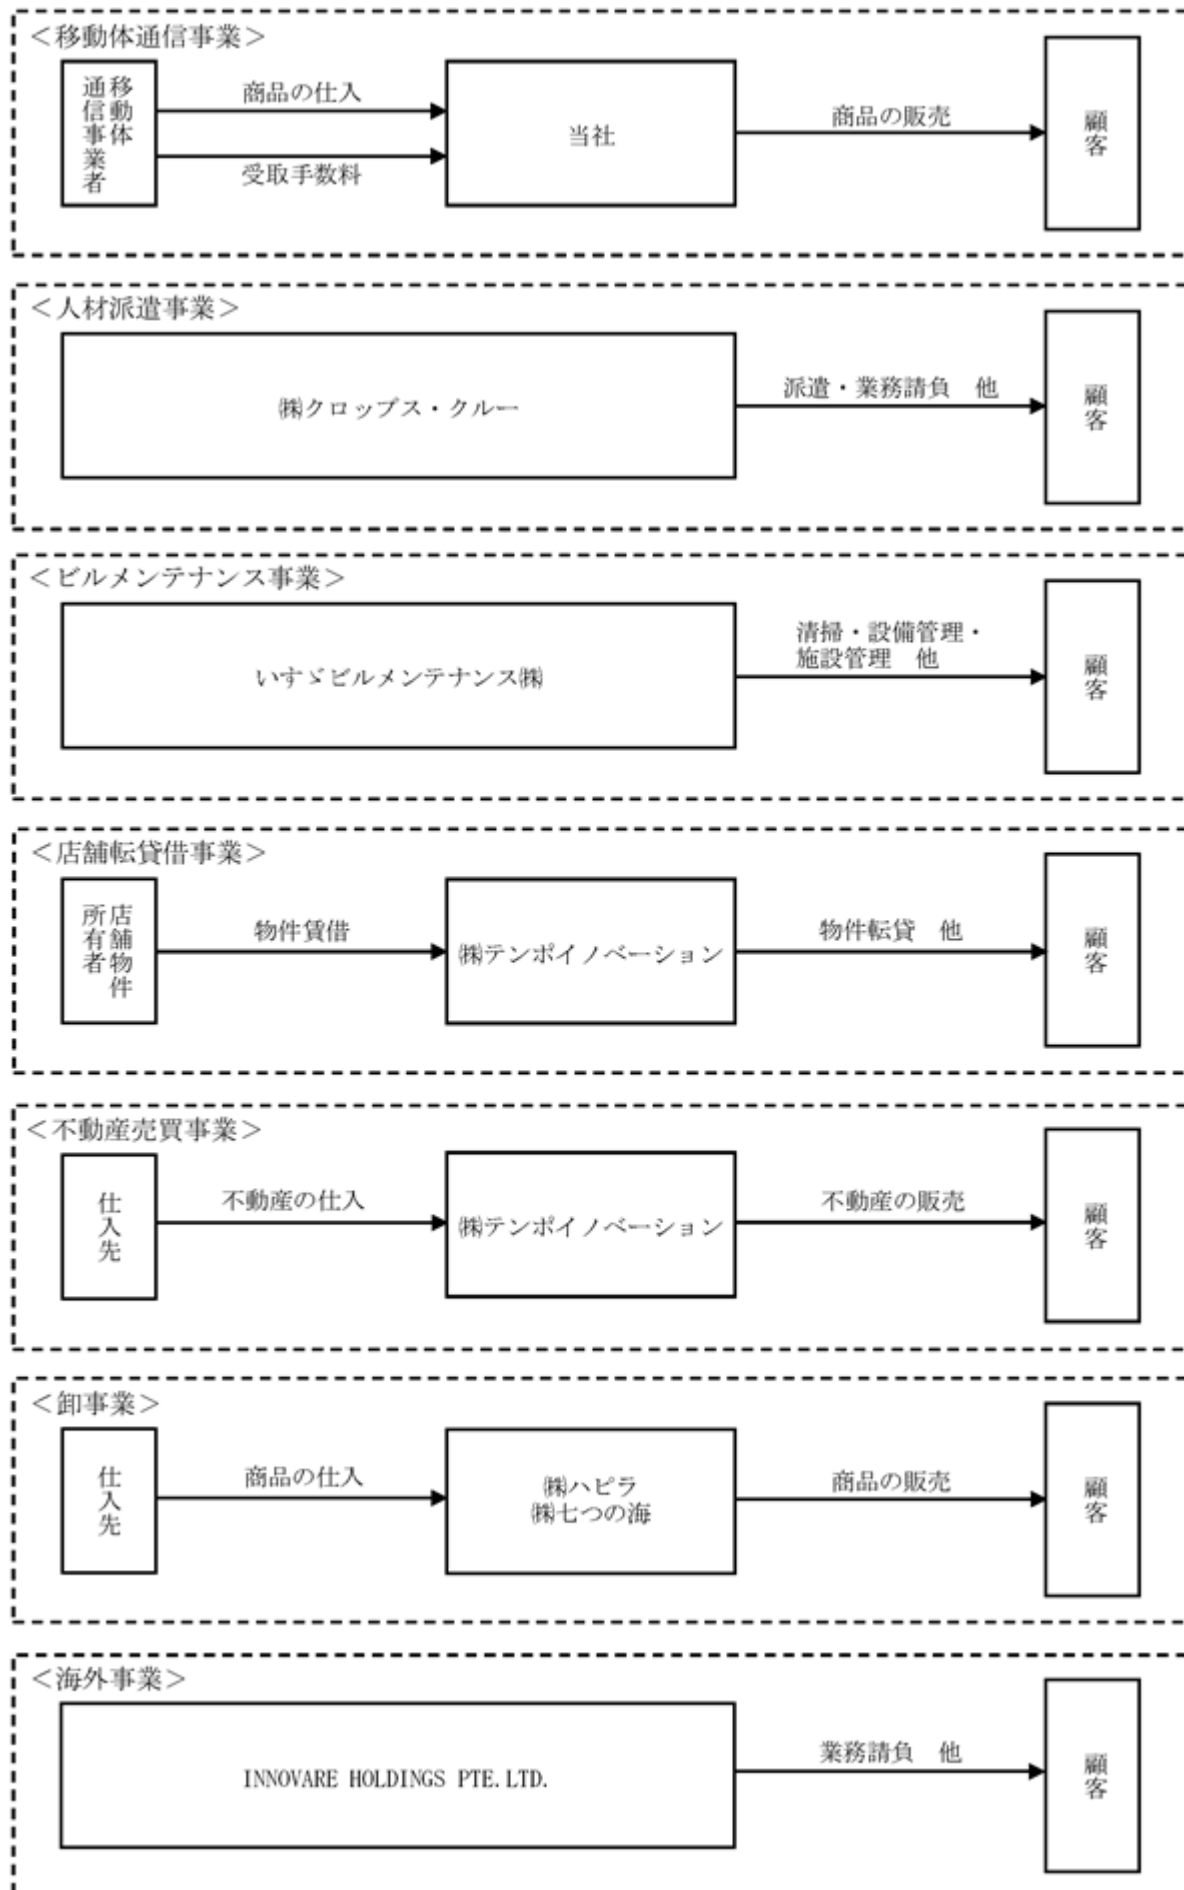 ＜移動体通信事業＞
移動体
通信事業者
商品の仕入
受取手数料
当社
商品の販売
顧客
＜人材派遣事業＞
㈱クロップス・クルー
派遣・業務請負　他
顧客
＜ビルメンテナンス事業＞
いすゞビルメンテナンス㈱
清掃・設備管理・
施設管理　他
顧客
＜店舗転貸借事業＞
店舗物件
所有者
物件賃借
㈱テンポイノベーション
物件転貸　他
顧客
＜不動産売買事業＞
仕入先
不動産の仕入
㈱テンポイノベーション
不動産の販売
顧客
＜卸事業＞
仕入先
商品の仕入
㈱ハピラ
㈱七つの海
商品の販売
顧客
＜海外事業＞
INNOVARE HOLDINGS PTE.LTD.
業務請負　他
顧客